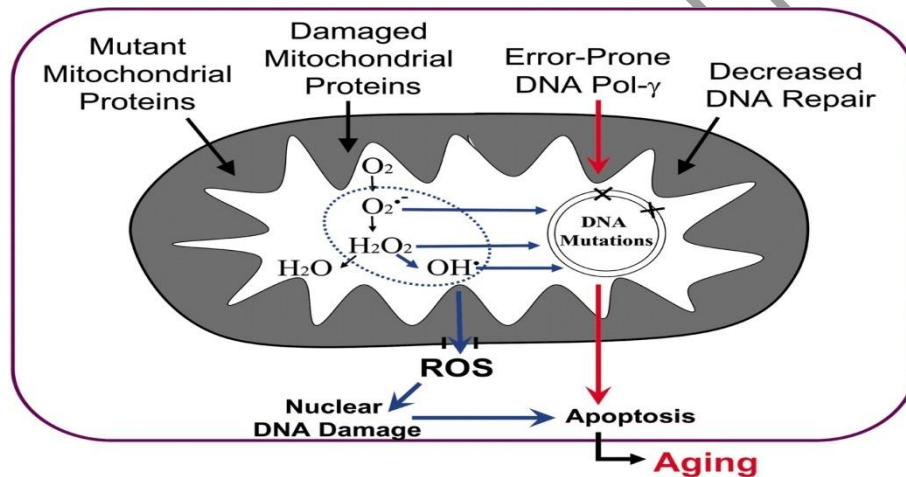 Mutant
Mitochondrial
Proteins
Damaged
Mitochondrial
Proteins
Error-Prone
DNA Pol-γ
Decreased
DNA Repair
O₂
O₂•⁻
H₂O₂
H₂O
OH•
DNA
Mutations
ROS
Nuclear
DNA Damage
Apoptosis
Aging